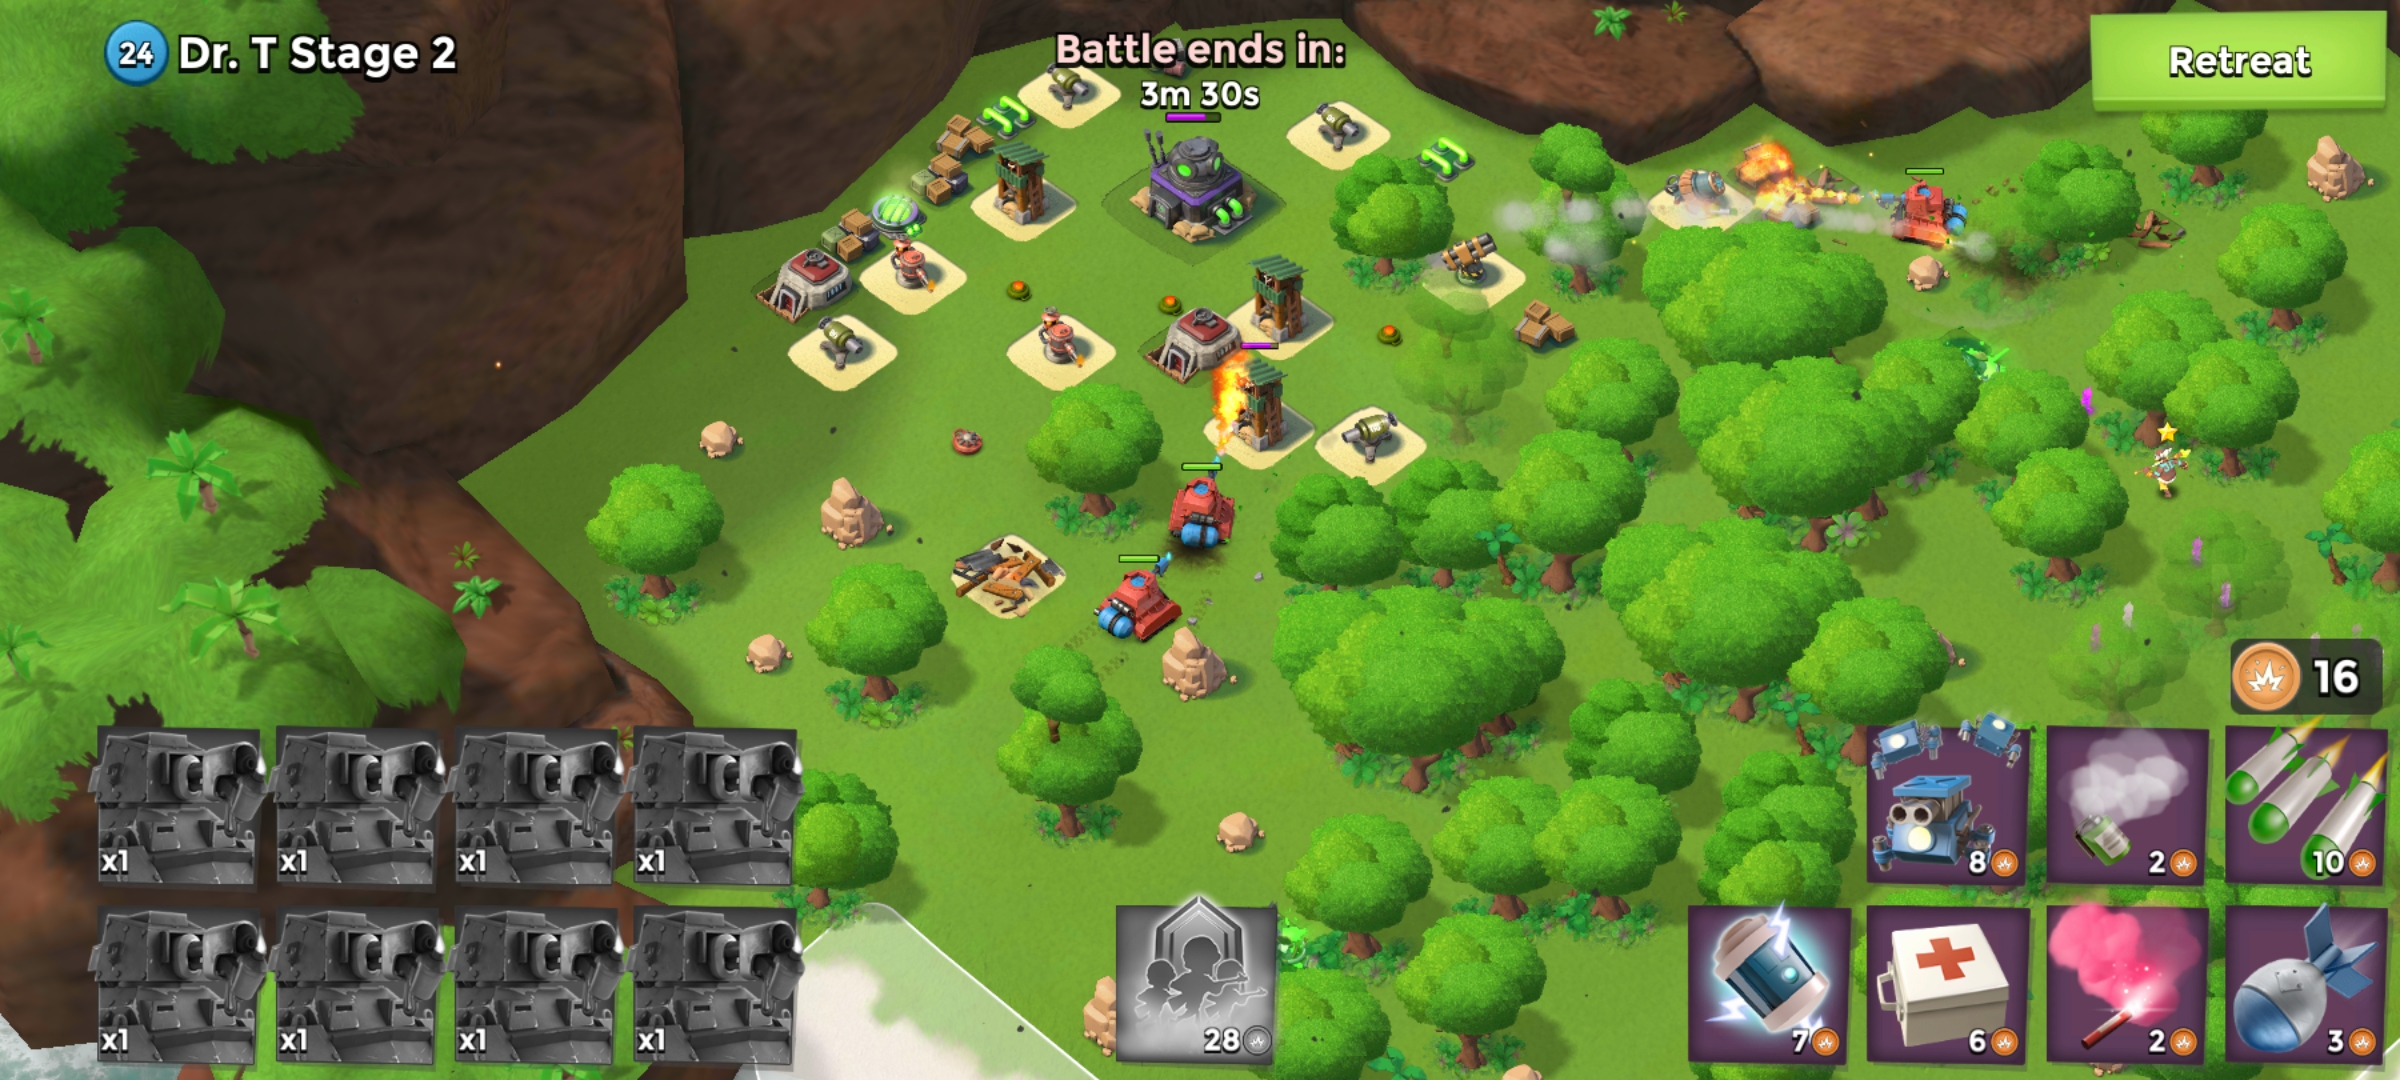 24 Dr. T Stage 2
Battle ends in:
3m 30s
Retreat
16
x1 x1 x1 x1
8 2 10
x1 x1 x1 x1
28
7 6 2 3